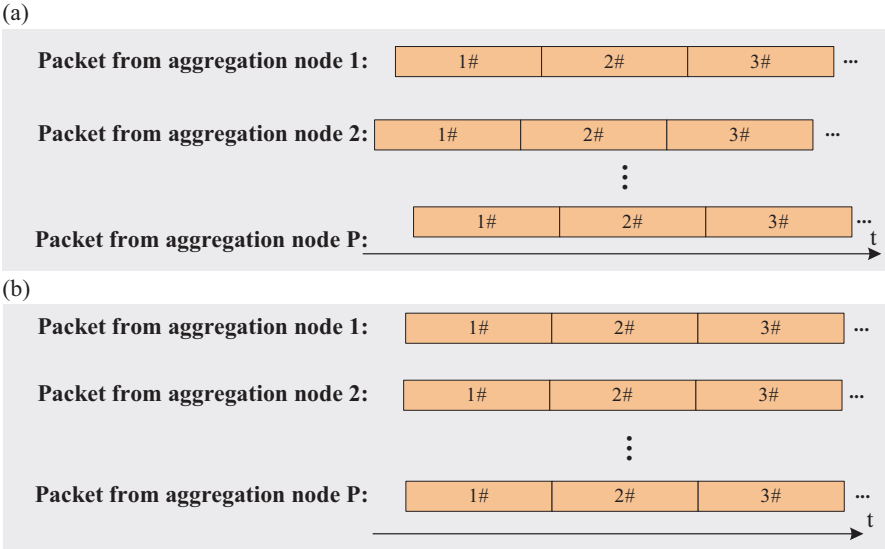 (a)
Packet from aggregation node 1: 1# 2# 3# ...
Packet from aggregation node 2: 1# 2# 3# ...
⋮
Packet from aggregation node P: 1# 2# 3# ...
t
(b)
Packet from aggregation node 1: 1# 2# 3# ...
Packet from aggregation node 2: 1# 2# 3# ...
⋮
Packet from aggregation node P: 1# 2# 3# ...
t